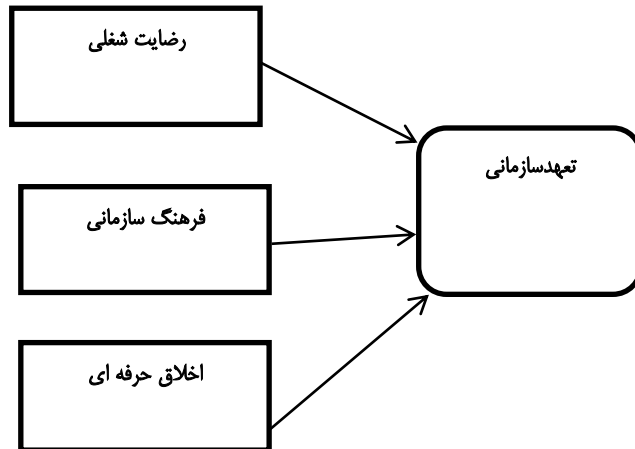 رضایت شغلی
تعهدسازمانی
فرهنگ سازمانی
اخلاق حرفه ای